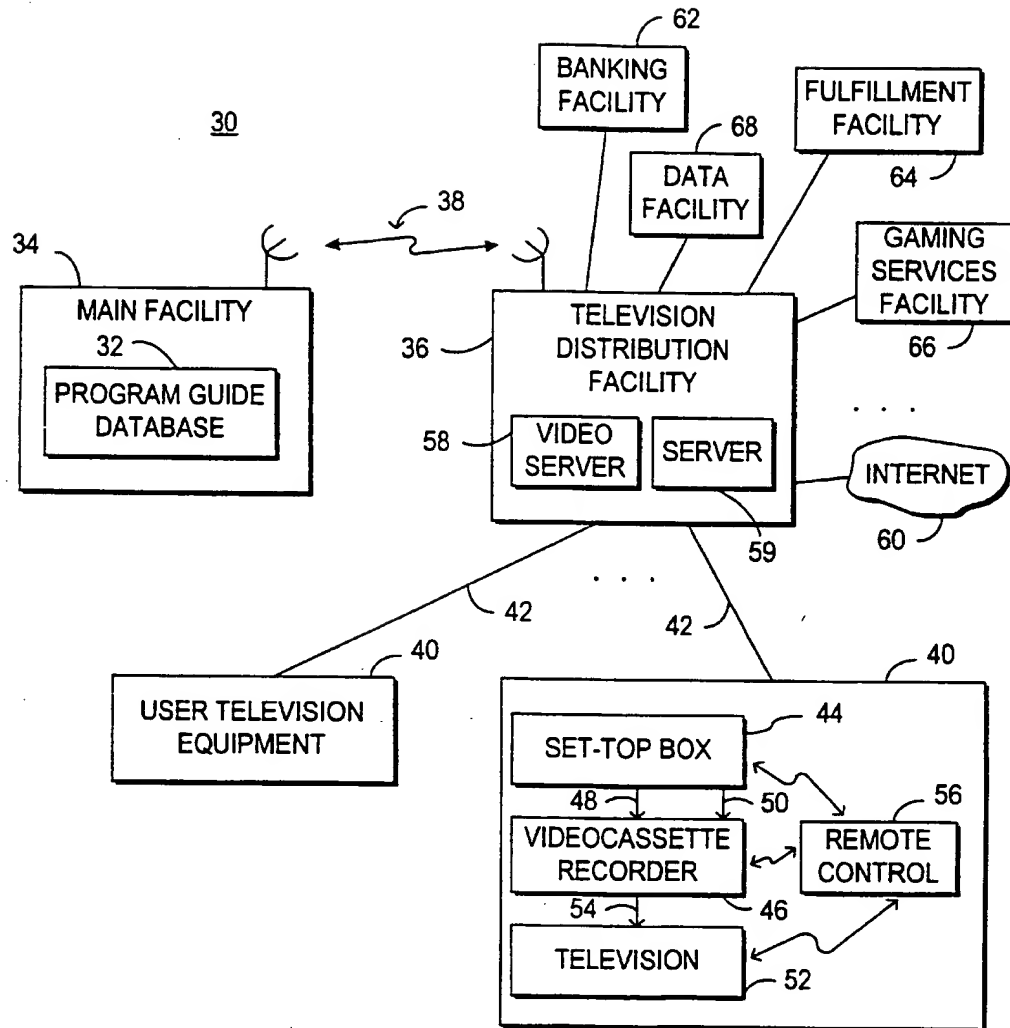 62
BANKING
FACILITY
FULFILLMENT
FACILITY
64
30
68
DATA
FACILITY
38
34
MAIN FACILITY
32
PROGRAM GUIDE
DATABASE
36
TELEVISION
DISTRIBUTION
FACILITY
58
VIDEO
SERVER
SERVER
59
GAMING
SERVICES
FACILITY
66
. . .
INTERNET
60
. . .
42
42
40
USER TELEVISION
EQUIPMENT
40
SET-TOP BOX
44
48
50
VIDEOCASSETTE
RECORDER
46
56
REMOTE
CONTROL
54
TELEVISION
52